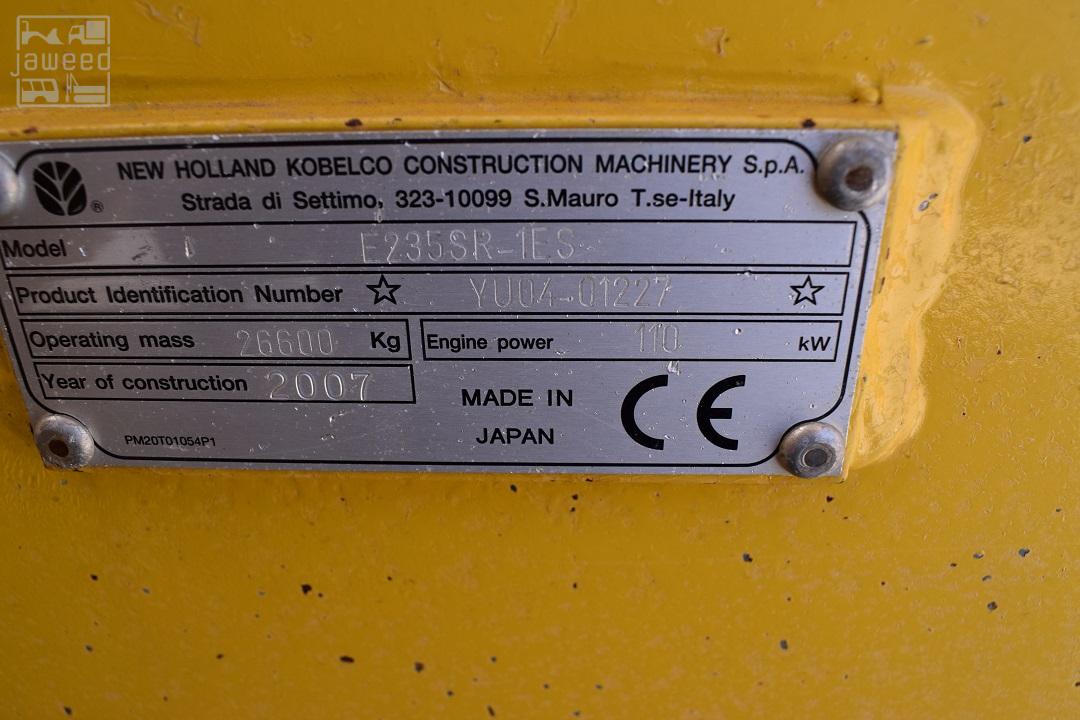 jaweed
NEW HOLLAND KOBELCO CONSTRUCTION MACHINERY S.p.A.
Strada di Settimo, 323-10099 S.Mauro T.se-Italy
Model E235SR-1ES
Product Identification Number ☆ YU04-01227 ☆
Operating mass 26600 Kg Engine power 110 kW
Year of construction 2007
MADE IN
JAPAN
CE
PM20T01054P1
®